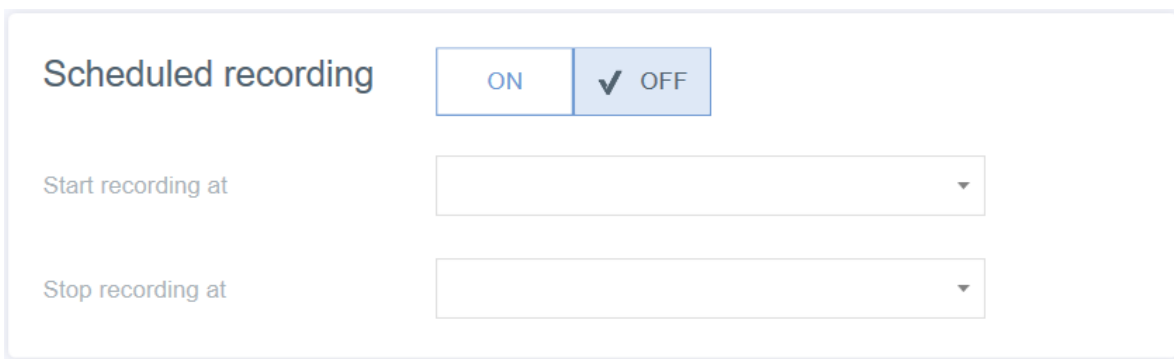 Scheduled recording ON ✔ OFF
Start recording at
Stop recording at